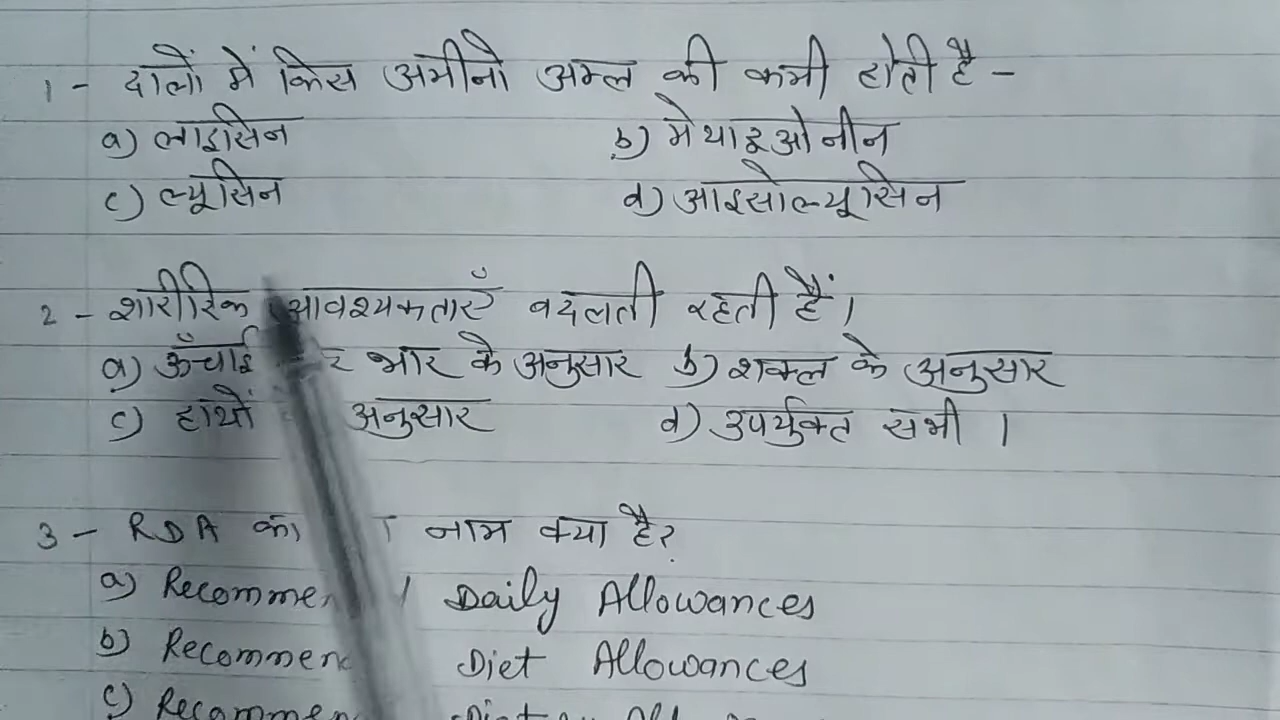 1 - दालों में किस अमीनो अम्ल की कमी होती है -
a) लाइसिन b) मेथाइओनीन
c) ल्यूसिन d) आइसोल्यूसिन
2 - शारीरिक आवश्यकताएँ बदलती रहती हैं।
a) ऊँचाई भार के अनुसार b) शक्ल के अनुसार
c) हाथों अनुसार d) उपर्युक्त सभी ।
3 - RDA का नाम क्या है?
a) Daily Allowances
b) Diet Allowances
c)